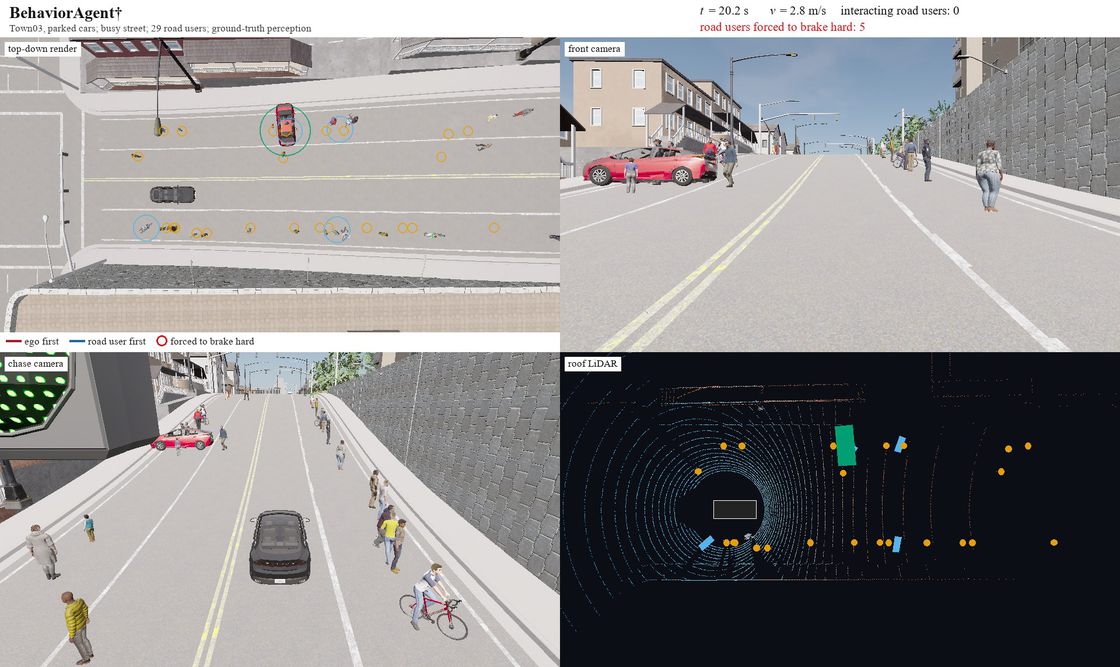 BehaviorAgent†
Town03, parked cars; busy street; 29 road users; ground-truth perception
t = 20.2 s v = 2.8 m/s interacting road users: 0
road users forced to brake hard: 5
top-down render
front camera
ego first road user first forced to brake hard
chase camera
roof LiDAR